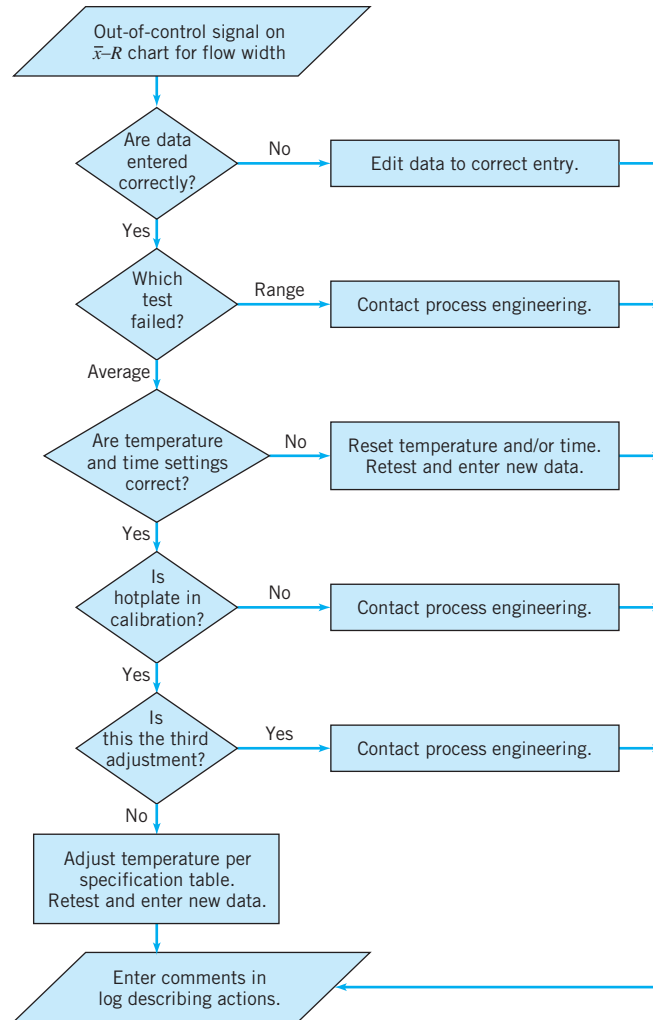 Out-of-control signal on
x̄–R chart for flow width
Are data
entered
correctly?
No
Edit data to correct entry.
Yes
Which
test
failed?
Range
Contact process engineering.
Average
Are temperature
and time settings
correct?
No
Reset temperature and/or time.
Retest and enter new data.
Yes
Is
hotplate in
calibration?
No
Contact process engineering.
Yes
Is
this the third
adjustment?
Yes
Contact process engineering.
No
Adjust temperature per
specification table.
Retest and enter new data.
Enter comments in
log describing actions.